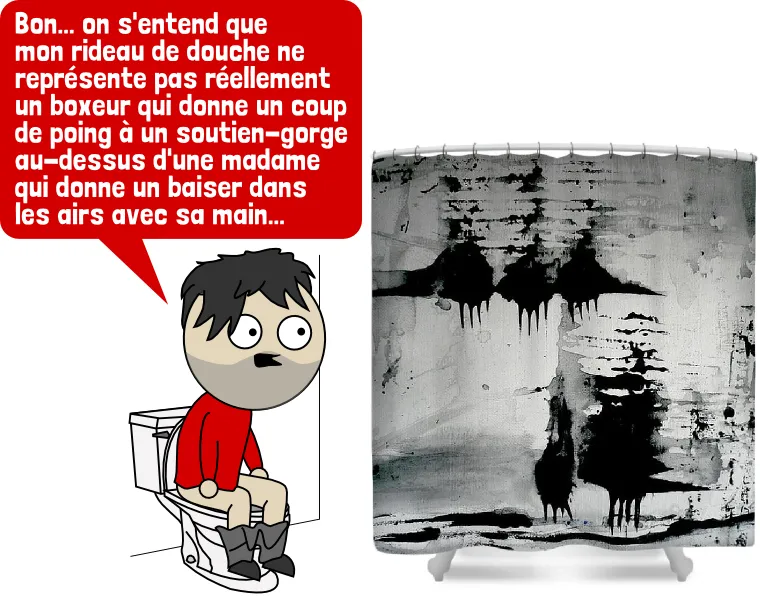 Bon... on s'entend que
mon rideau de douche ne
représente pas réellement
un boxeur qui donne un coup
de poing à un soutien-gorge
au-dessus d'une madame
qui donne un baiser dans
les airs avec sa main...